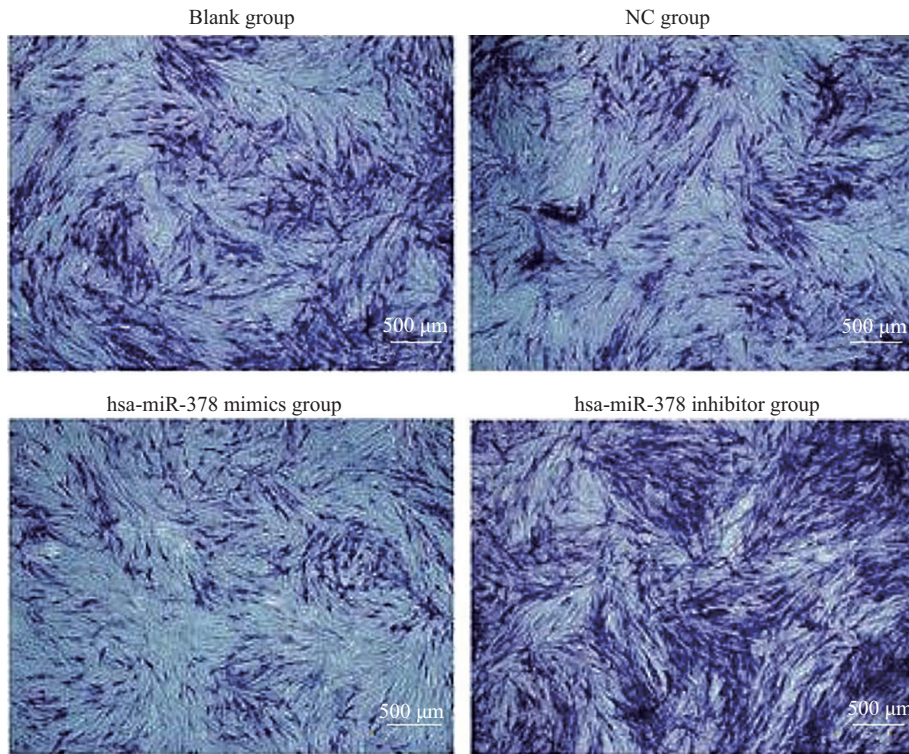 Blank group
NC group
500 μm
500 μm
hsa-miR-378 mimics group
hsa-miR-378 inhibitor group
500 μm
500 μm